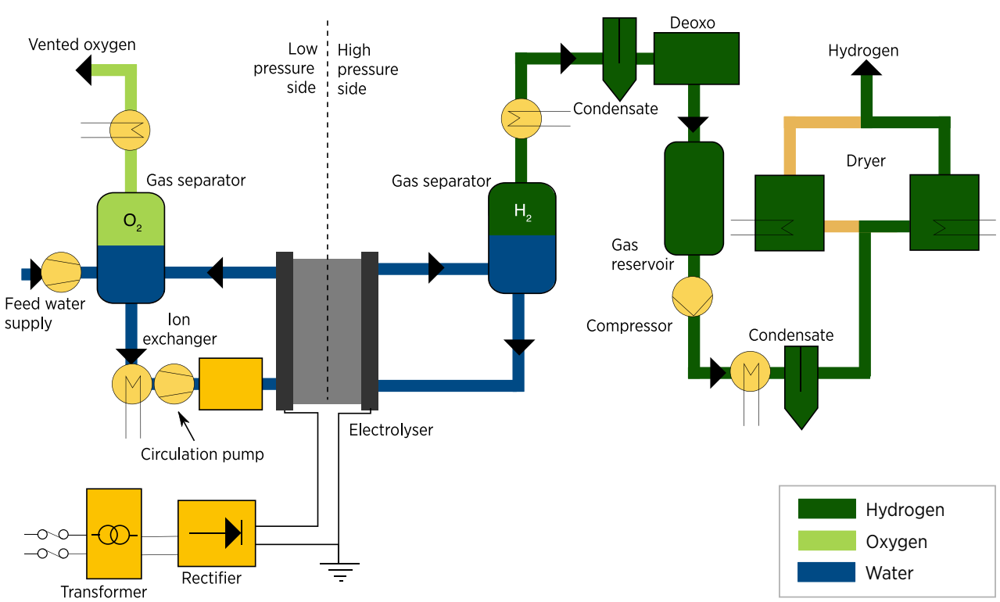 Vented oxygen
Low
pressure
side
High
pressure
side
Deoxo
Hydrogen
Condensate
Gas separator
Gas separator
Dryer
O2
H2
Gas
reservoir
Feed water
supply
Ion
exchanger
Compressor
Condensate
Electrolyser
Circulation pump
Transformer
Rectifier
Hydrogen
Oxygen
Water